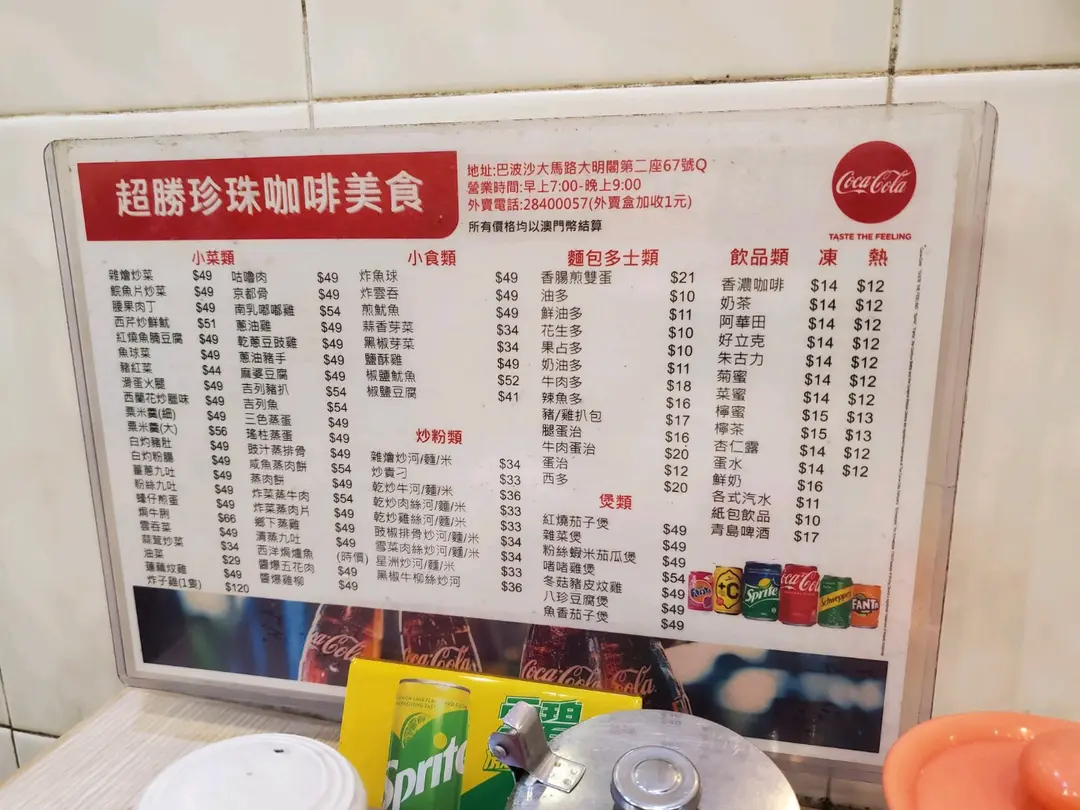 超勝珍珠咖啡美食
地址:巴波沙大馬路大明閣第二座67號Q
營業時間:早上7:00-晚上9:00
外賣電話:28400057(外賣盒加收1元)
所有價格均以澳門幣結算
Coca-Cola
TASTE THE FEELING
小菜類
雜燴炒菜 $49
鯇魚片炒菜 $49
腰果肉丁 $49
西芹炒鮮魷 $51
紅燒魚腩豆腐 $49
魚球菜 $49
豬紅菜 $44
滑蛋火腿 $49
西蘭花炒臘味 $49
粟米羹(細) $49
粟米羹(大) $56
白灼豬肚 $49
白灼粉腸 $49
薑蔥九吐 $49
粉絲九吐 $49
蠔仔煎蛋 $49
焗牛脷 $66
雲吞菜 $49
蒜茸炒菜 $34
油菜 $29
蓮藕炆雞 $49
炸子雞(1隻) $120
咕嚕肉 $49
京都骨 $49
南乳嘟嘟雞 $54
蔥油雞 $49
乾蔥豆豉雞 $49
蔥油豬手 $49
麻婆豆腐 $49
吉列豬扒 $54
吉列魚 $54
三色蒸蛋 $49
瑤柱蒸蛋 $49
豉汁蒸排骨 $49
咸魚蒸肉餅 $54
蒸肉餅 $49
炸菜蒸牛肉 $54
炸菜蒸肉片 $49
鄉下蒸雞 $49
清蒸九吐 $49
西洋焗爐魚 (時價)
醬爆五花肉 $49
醬爆雞柳 $49
小食類
炸魚球 $49
炸雲吞 $49
煎魷魚 $49
蒜香芽菜 $34
黑椒芽菜 $34
鹽酥雞 $49
椒鹽魷魚 $52
椒鹽豆腐 $41
炒粉類
雜燴炒河/麵/米 $34
炒貴刁 $33
乾炒牛河/麵/米 $36
乾炒肉絲河/麵/米 $33
乾炒雞絲河/麵/米 $33
豉椒排骨炒河/麵/米 $34
雪菜肉絲炒河/麵/米 $34
星洲炒河/麵/米 $33
黑椒牛柳絲炒河 $36
麵包多士類
香腸煎雙蛋 $21
油多 $10
鮮油多 $11
花生多 $10
果占多 $10
奶油多 $11
牛肉多 $18
辣魚多 $16
豬/雞扒包 $17
腿蛋治 $16
牛肉蛋治 $20
蛋治 $12
西多 $20
煲類
紅燒茄子煲 $49
雜菜煲 $49
粉絲蝦米茄瓜煲 $49
啫啫雞煲 $54
冬菇豬皮炆雞 $49
八珍豆腐煲 $49
魚香茄子煲 $49
飲品類 凍 熱
香濃咖啡 $14 $12
奶茶 $14 $12
阿華田 $14 $12
好立克 $14 $12
朱古力 $14 $12
菊蜜 $14 $12
菜蜜 $14 $12
檸蜜 $15 $13
檸茶 $15 $13
杏仁露 $14 $12
蛋水 $14 $12
鮮奶 $16
各式汽水 $11
紙包飲品 $10
青島啤酒 $17
Fanta
+C
Sprite
Coca-Cola
Schweppes
FANTA
Coca-Cola
Coca-Cola
Coca-Cola
Cola
Sprite